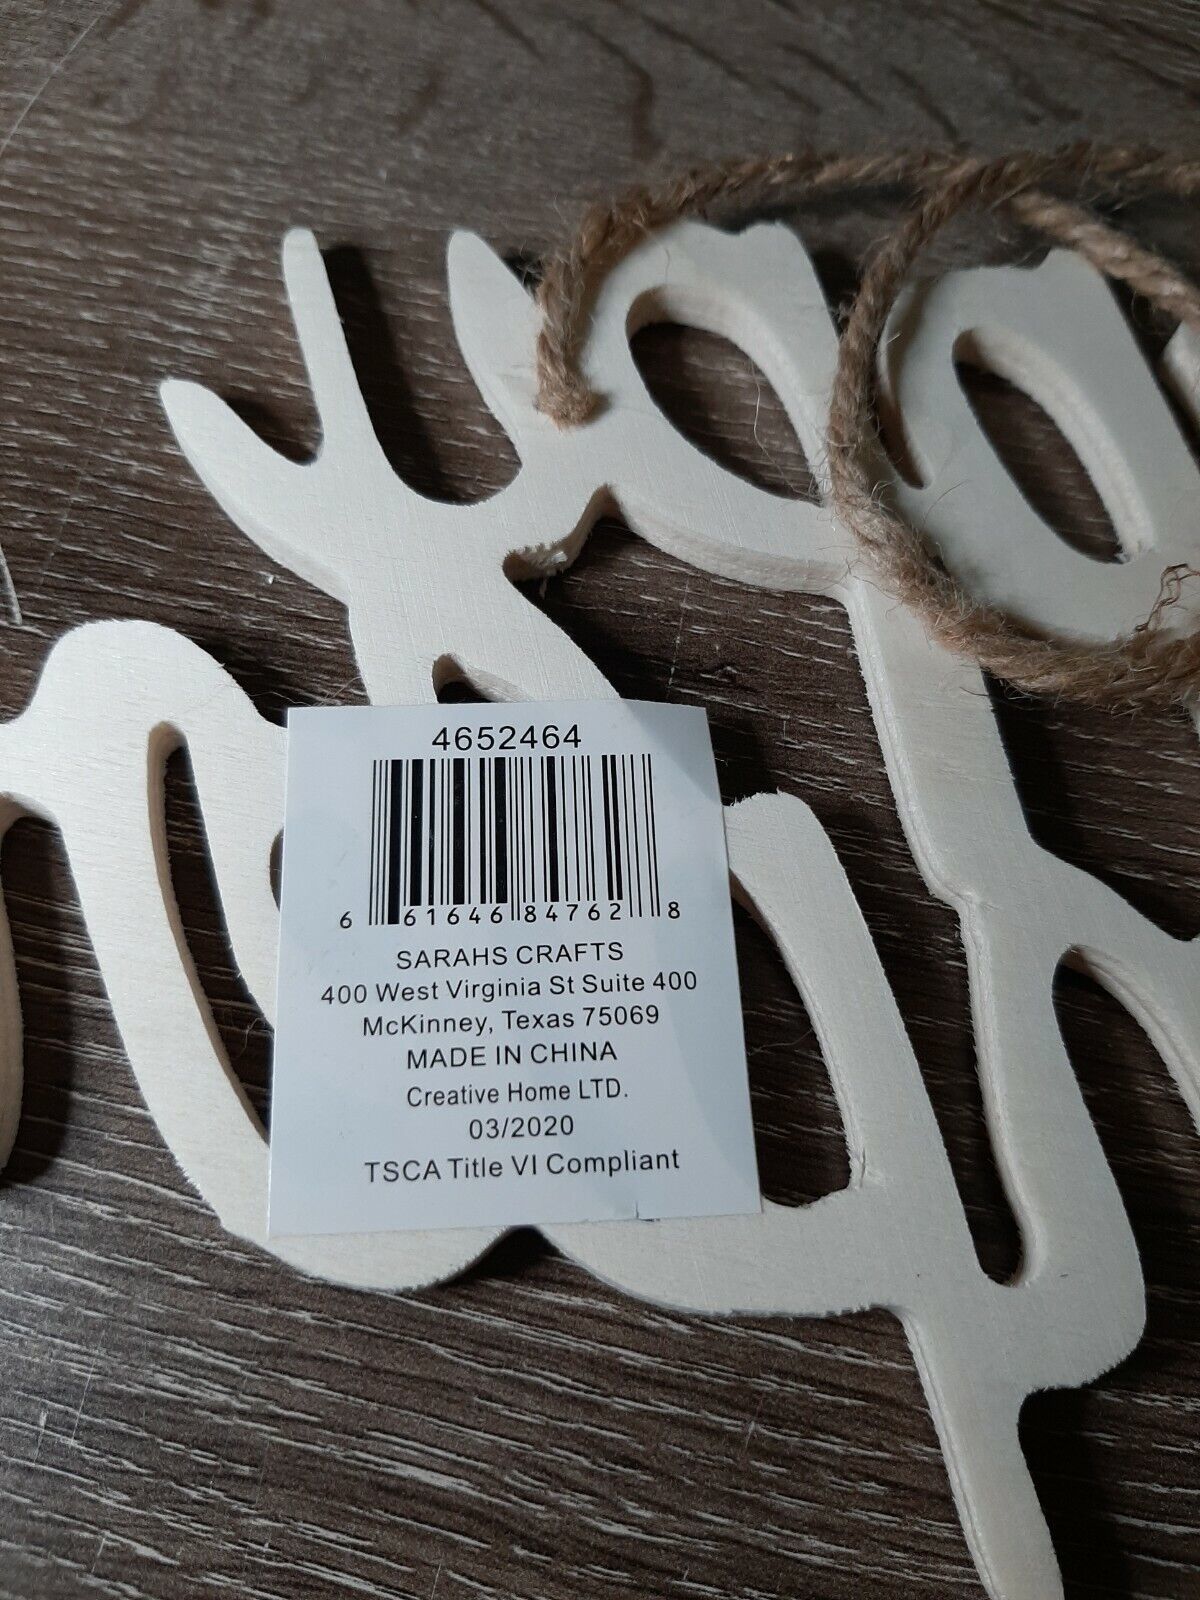 4652464
6 61646 84762 8
SARAHS CRAFTS
400 West Virginia St Suite 400
McKinney, Texas 75069
MADE IN CHINA
Creative Home LTD.
03/2020
TSCA Title VI Compliant